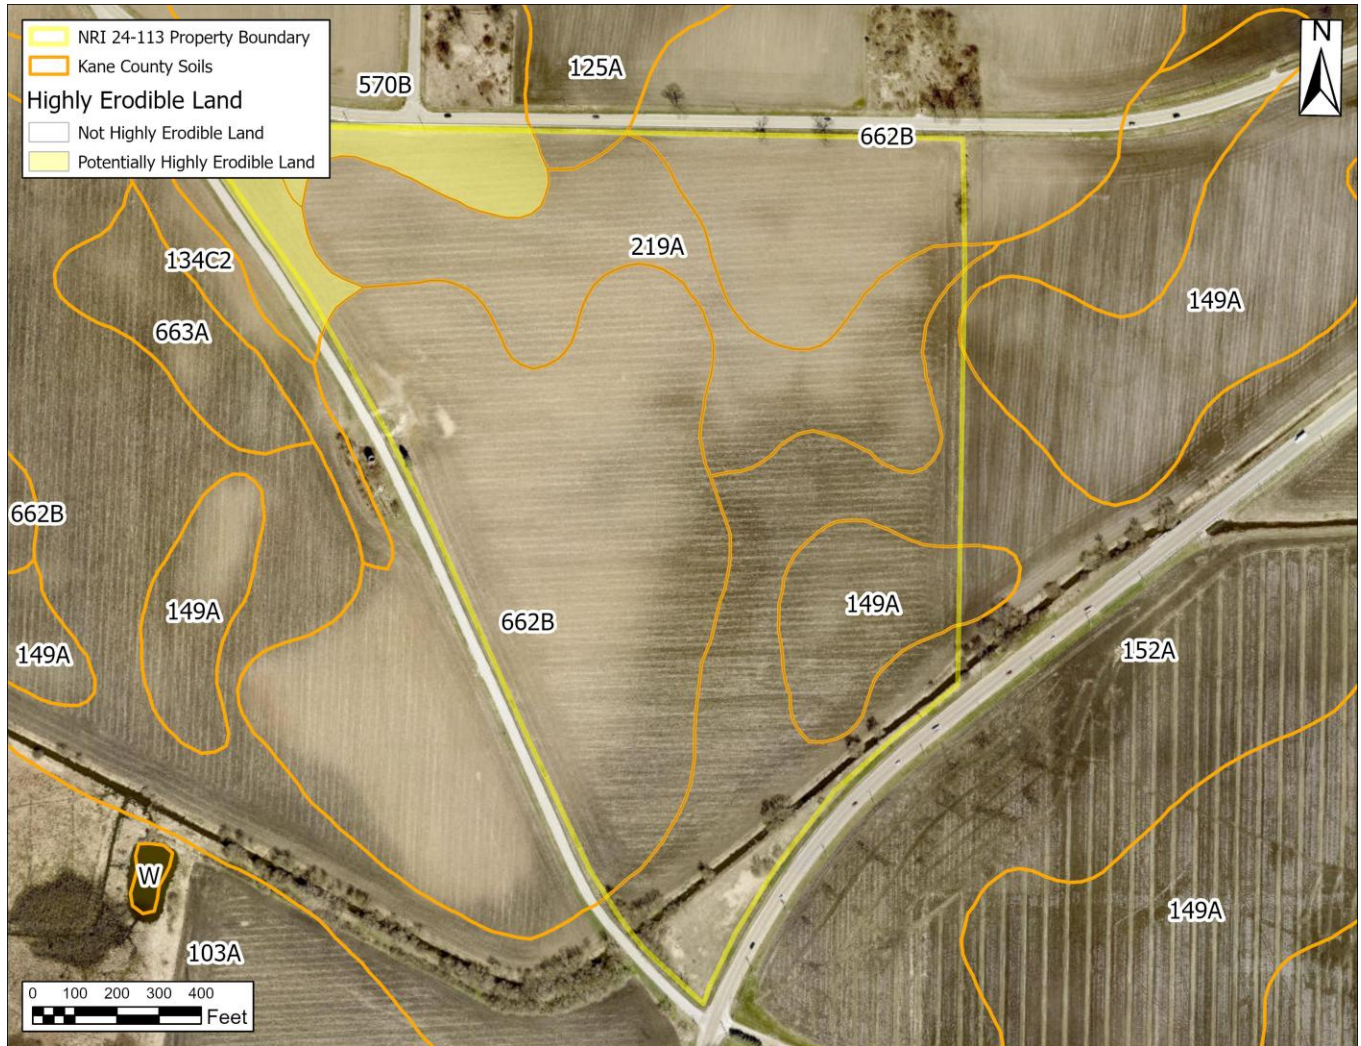 NRI 24-113 Property Boundary
Kane County Soils
Highly Erodible Land
Not Highly Erodible Land
Potentially Highly Erodible Land
N
125A
570B
662B
219A
134C2
149A
663A
662B
149A
149A
662B
149A
152A
W
149A
103A
0 100 200 300 400
Feet